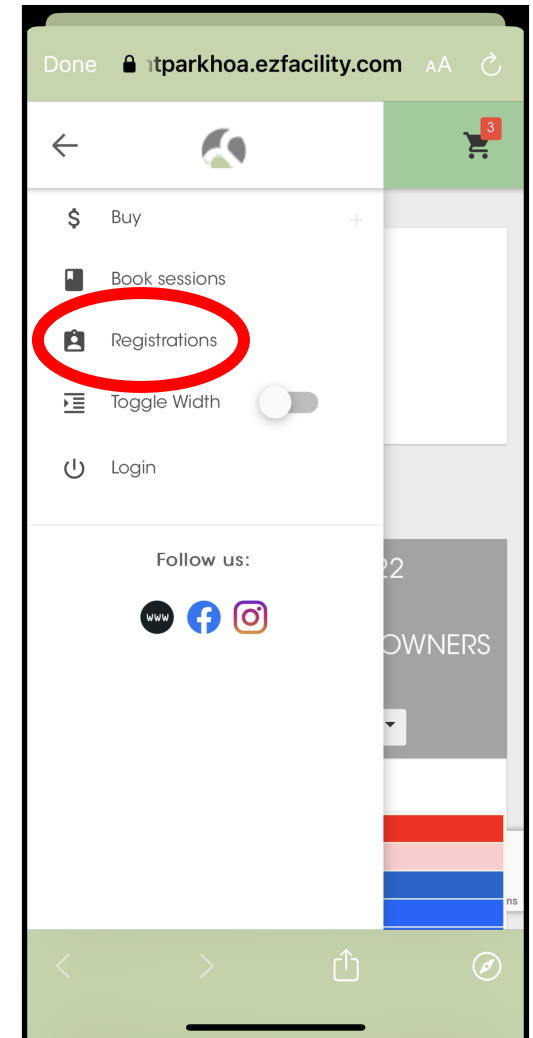 Done tparkhoa.ezfacility.com AA
3
$ Buy +
Book sessions
Registrations
Toggle Width
Login
Follow us:
www
22
OWNERS
ns